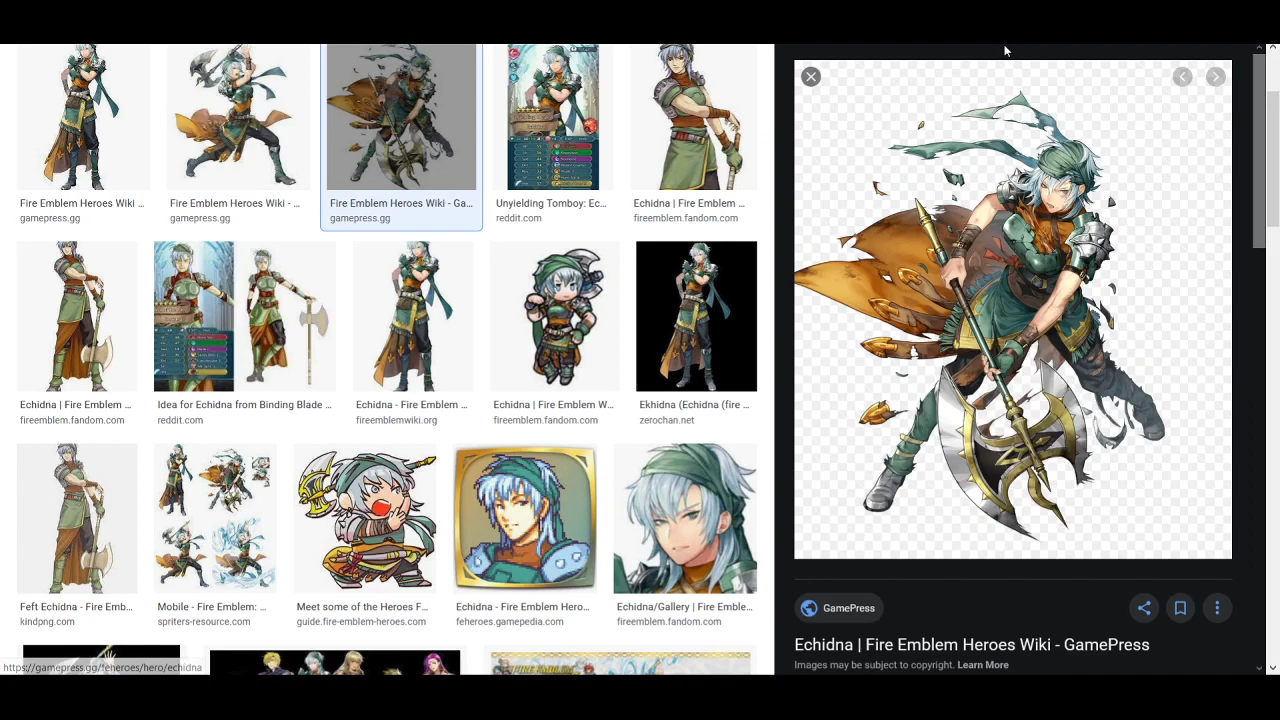 Fire Emblem Heroes Wiki ...
gamepress.gg
Fire Emblem Heroes Wiki - ...
gamepress.gg
Fire Emblem Heroes Wiki - Ga...
gamepress.gg
Unyielding Tomboy: Ec...
reddit.com
Echidna | Fire Emblem ...
fireemblem.fandom.com
Echidna | Fire Emblem ...
fireemblem.fandom.com
Idea for Echidna from Binding Blade ...
reddit.com
Echidna - Fire Emblem ...
fireemblemwiki.org
Echidna | Fire Emblem W...
fireemblem.fandom.com
Ekhidna (Echidna (fire ...
zerochan.net
Feft Echidna - Fire Emb...
kindpng.com
Mobile - Fire Emblem: ...
spriters-resource.com
Meet some of the Heroes F...
guide.fire-emblem-heroes.com
Echidna - Fire Emblem Hero...
feheroes.gamepedia.com
Echidna/Gallery | Fire Emble...
fireemblem.fandom.com
https://gamepress.gg/feheroes/hero/echidna
GamePress
Echidna | Fire Emblem Heroes Wiki - GamePress
Images may be subject to copyright. Learn More